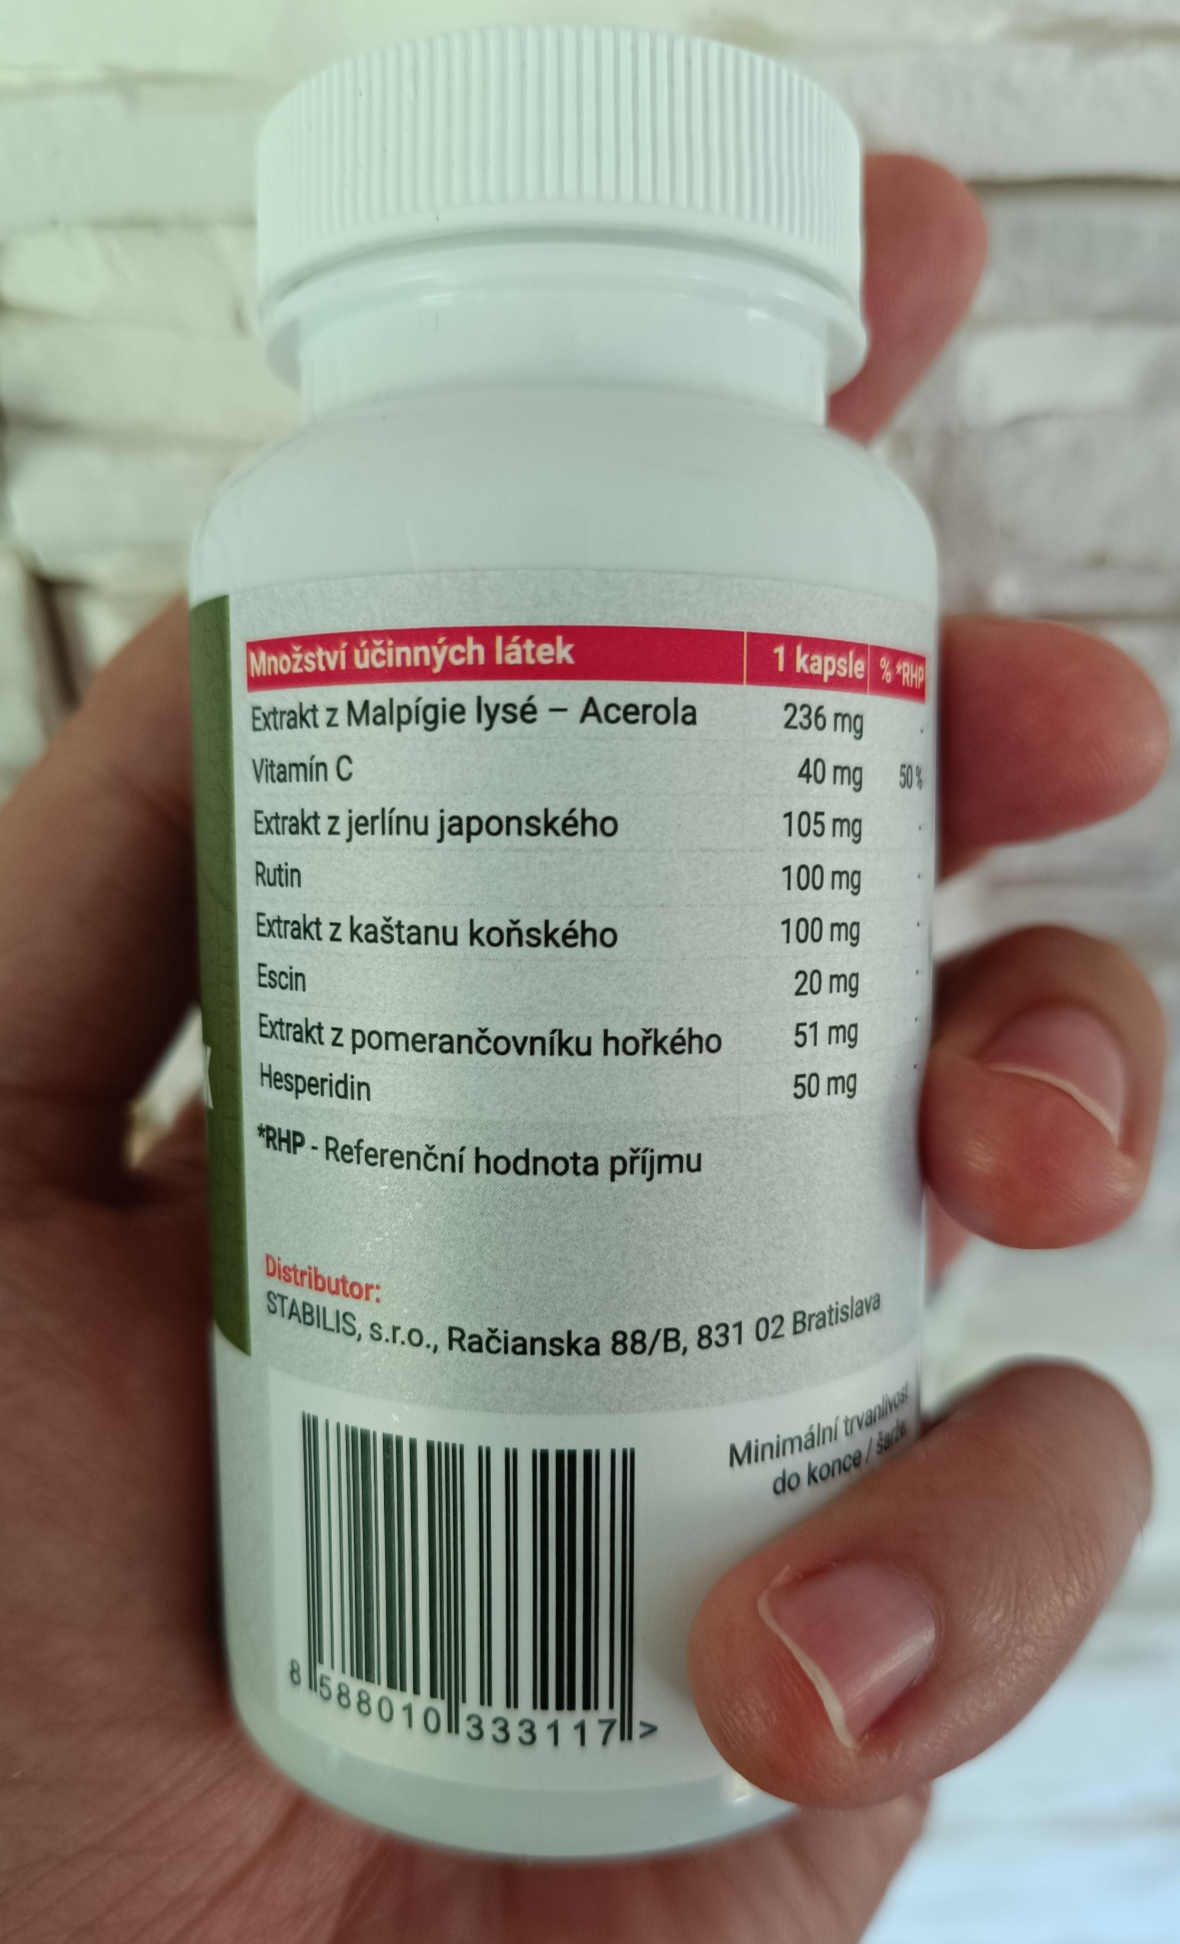 Množství účinných látek 1 kapsle % *RHP
Extrakt z Malpígie lysé – Acerola 236 mg -
Vitamín C 40 mg 50 %
Extrakt z jerlínu japonského 105 mg -
Rutin 100 mg -
Extrakt z kaštanu koňského 100 mg -
Escin 20 mg -
Extrakt z pomerančovníku hořkého 51 mg -
Hesperidin 50 mg -
*RHP - Referenční hodnota příjmu
Distributor:
STABILIS, s.r.o., Račianska 88/B, 831 02 Bratislava
Minimální trvanlivost
do konce / šarže:
8 588010 333117 >